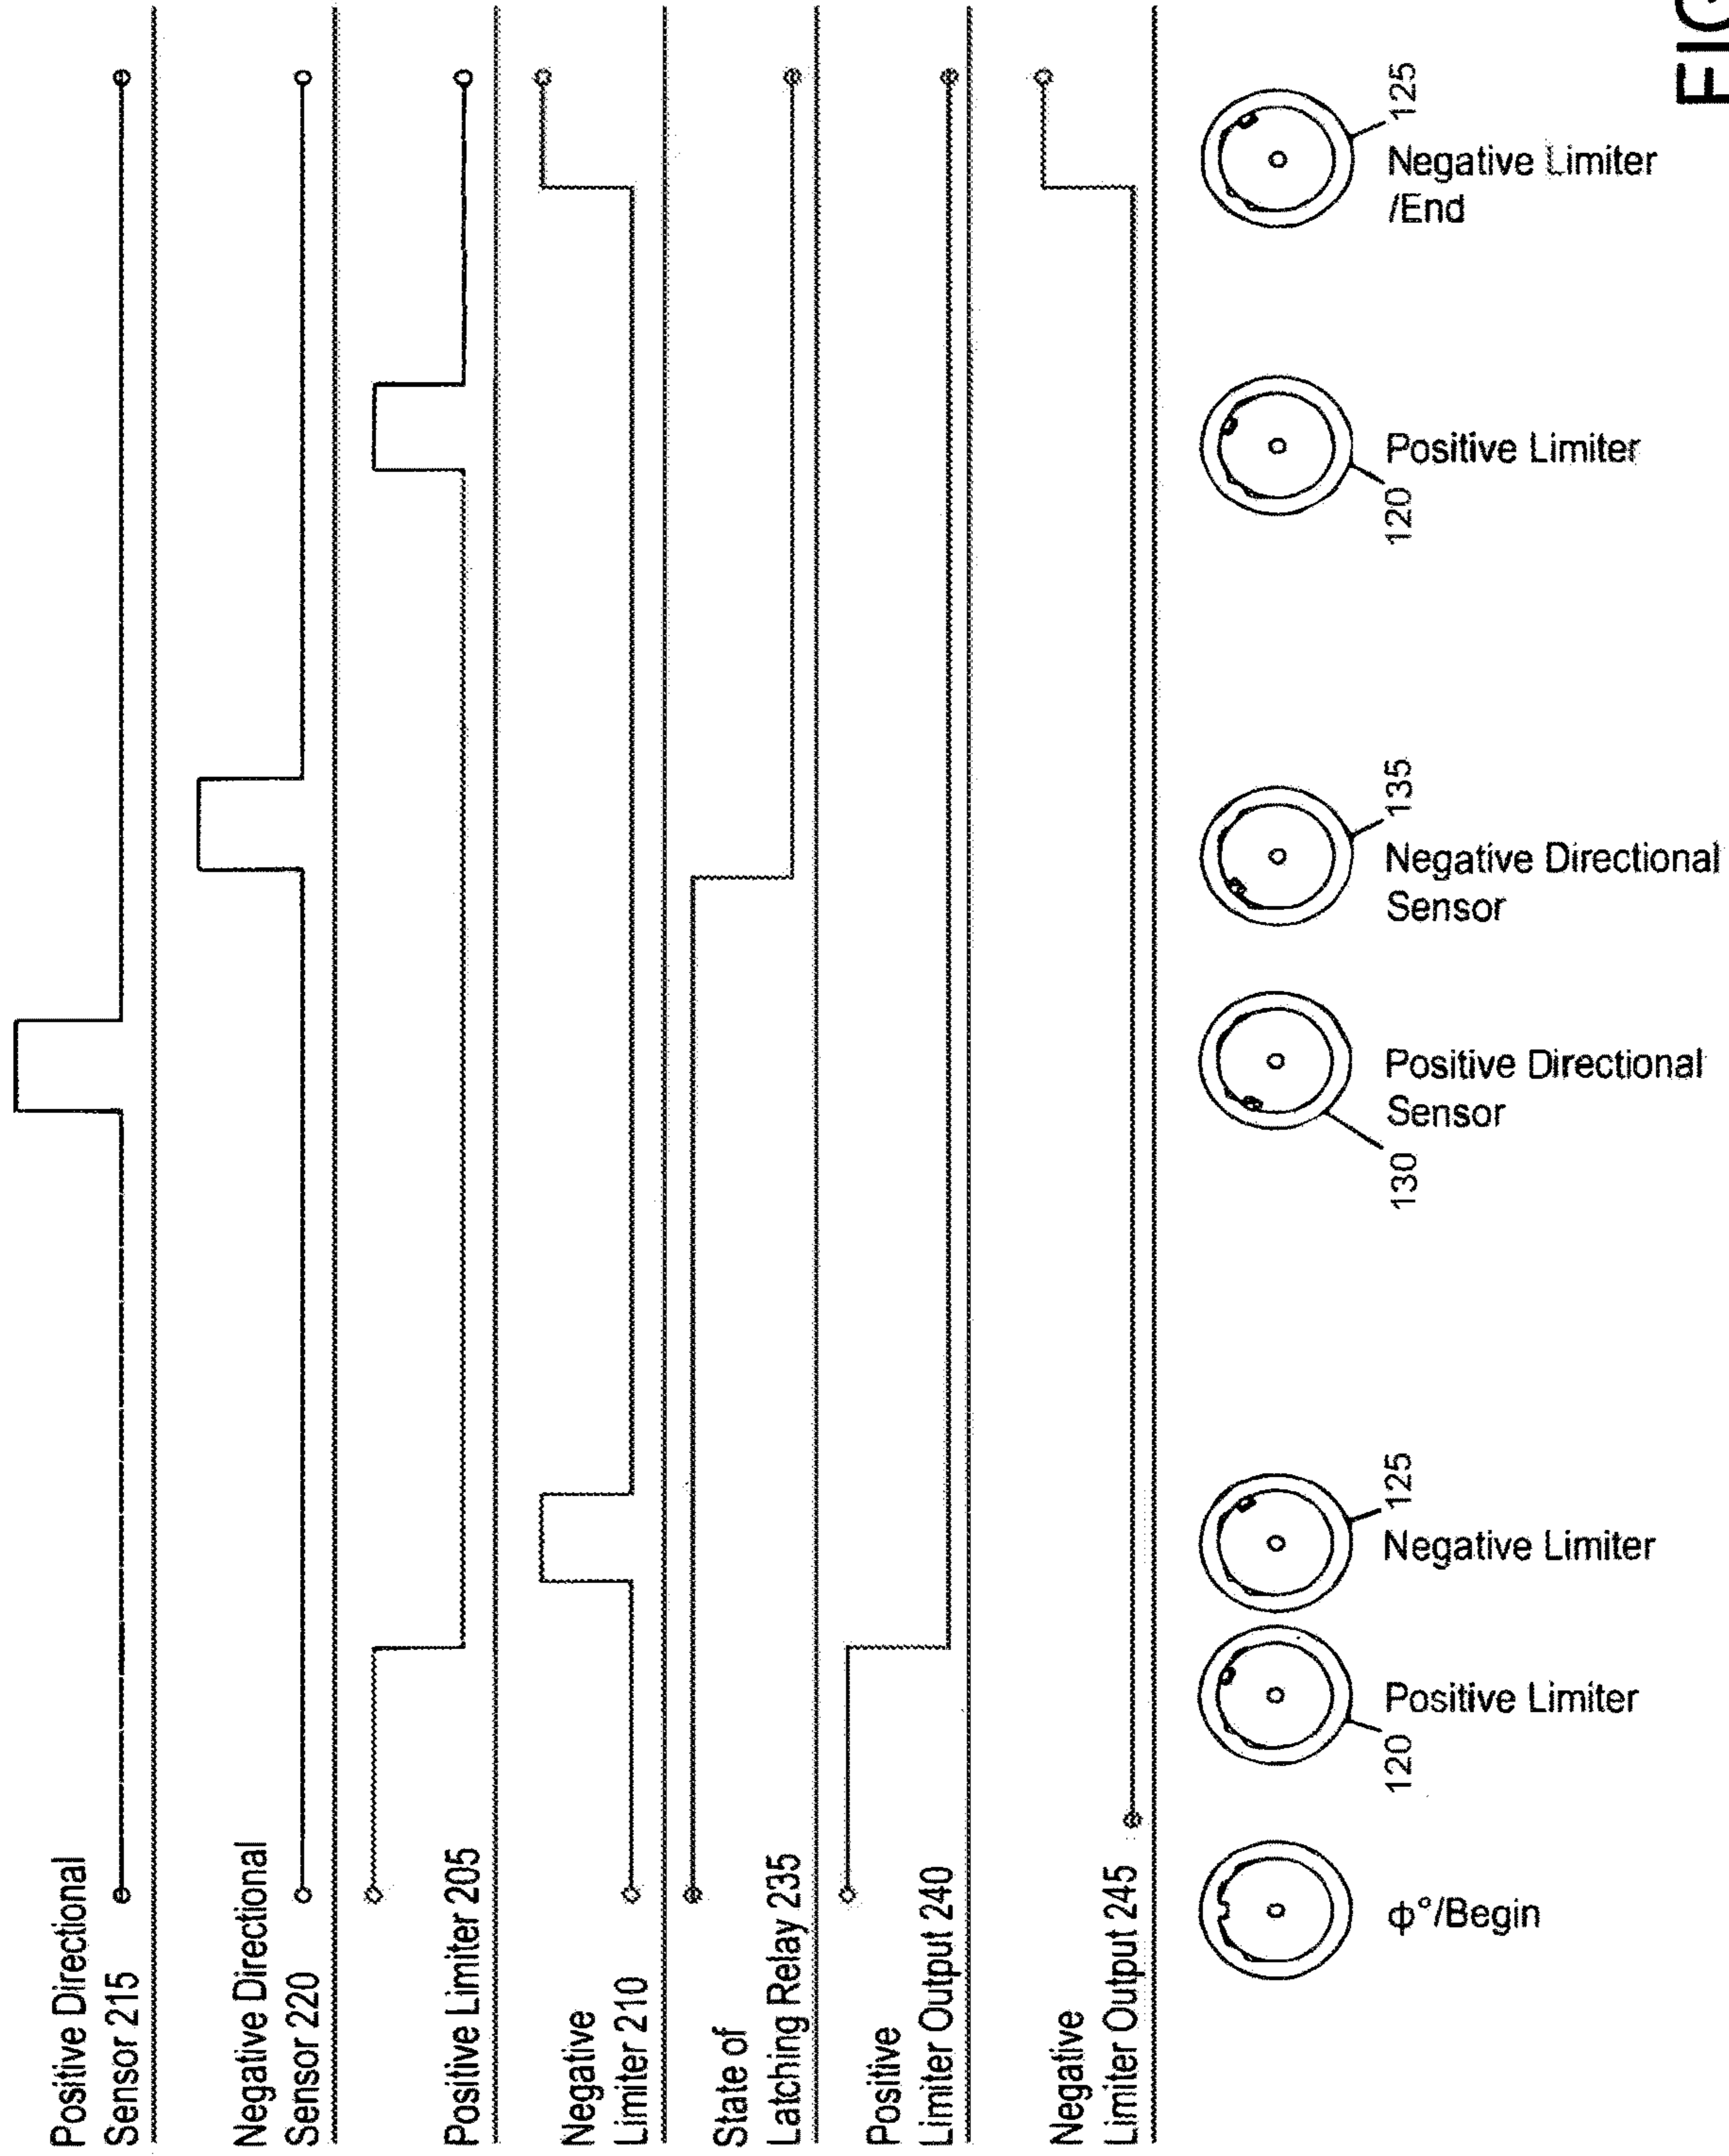 Positive Directional
Sensor 215
Negative Directional
Sensor 220
Positive Limiter 205
Negative
Limiter 210
State of
Latching Relay 235
Positive
Limiter Output 240
Negative
Limiter Output 245
ɸ°/Begin
120
Positive Limiter
125
Negative Limiter
130
Positive Directional
Sensor
135
Negative Directional
Sensor
120
Positive Limiter
125
Negative Limiter
/End